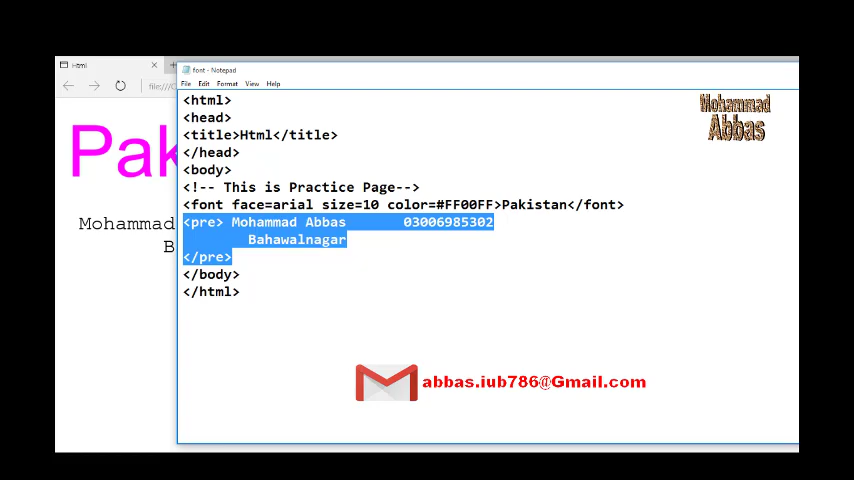 Html
font - Notepad
file:///C
File Edit Format View Help
<html>
<head>
<title>Html</title>
</head>
<body>
<!-- This is Practice Page-->
<font face=arial size=10 color=#FF00FF>Pakistan</font>
<pre> Mohammad Abbas       03006985302
        Bahawalnagar
</pre>
</body>
</html>
Pak
Mohammad
B
Mohammad
Abbas
abbas.iub786@Gmail.com